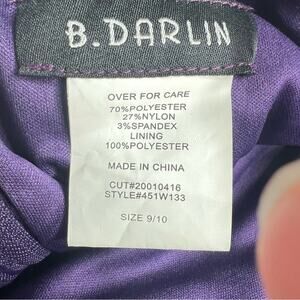 B.DARLIN
OVER FOR CARE
70%POLYESTER
27%NYLON
3%SPANDEX
LINING
100%POLYESTER
MADE IN CHINA
CUT#20010416
STYLE#451W133
SIZE 9/10